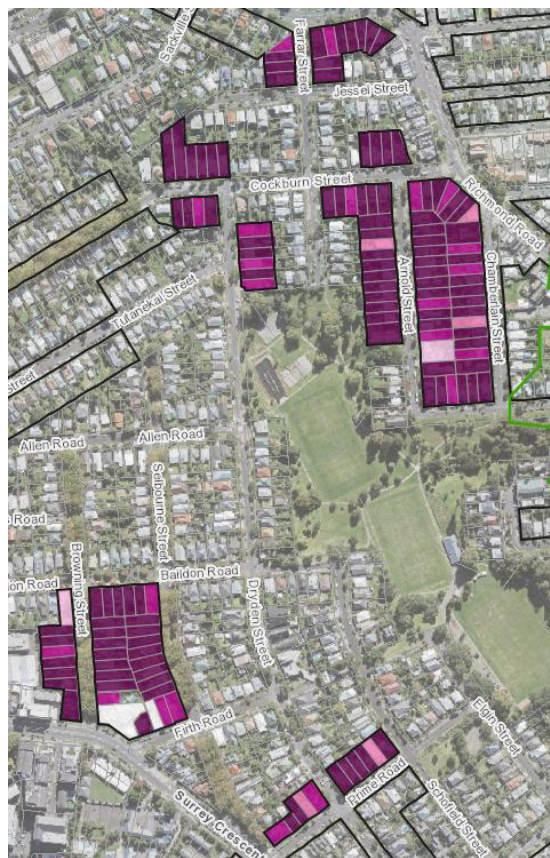 Sackville
Farrar Street
Jessel Street
Cockburn Street
Richmond Road
Tutanekai Street
Arnold Street
Chamberlain Street
Street
Allen Road
Allen Road
Selbourne Street
Road
Browning Street
Baildon Road
don Road
Dryden Street
Firth Road
Elgin Street
Prime Road
Schofield Street
Surrey Crescen